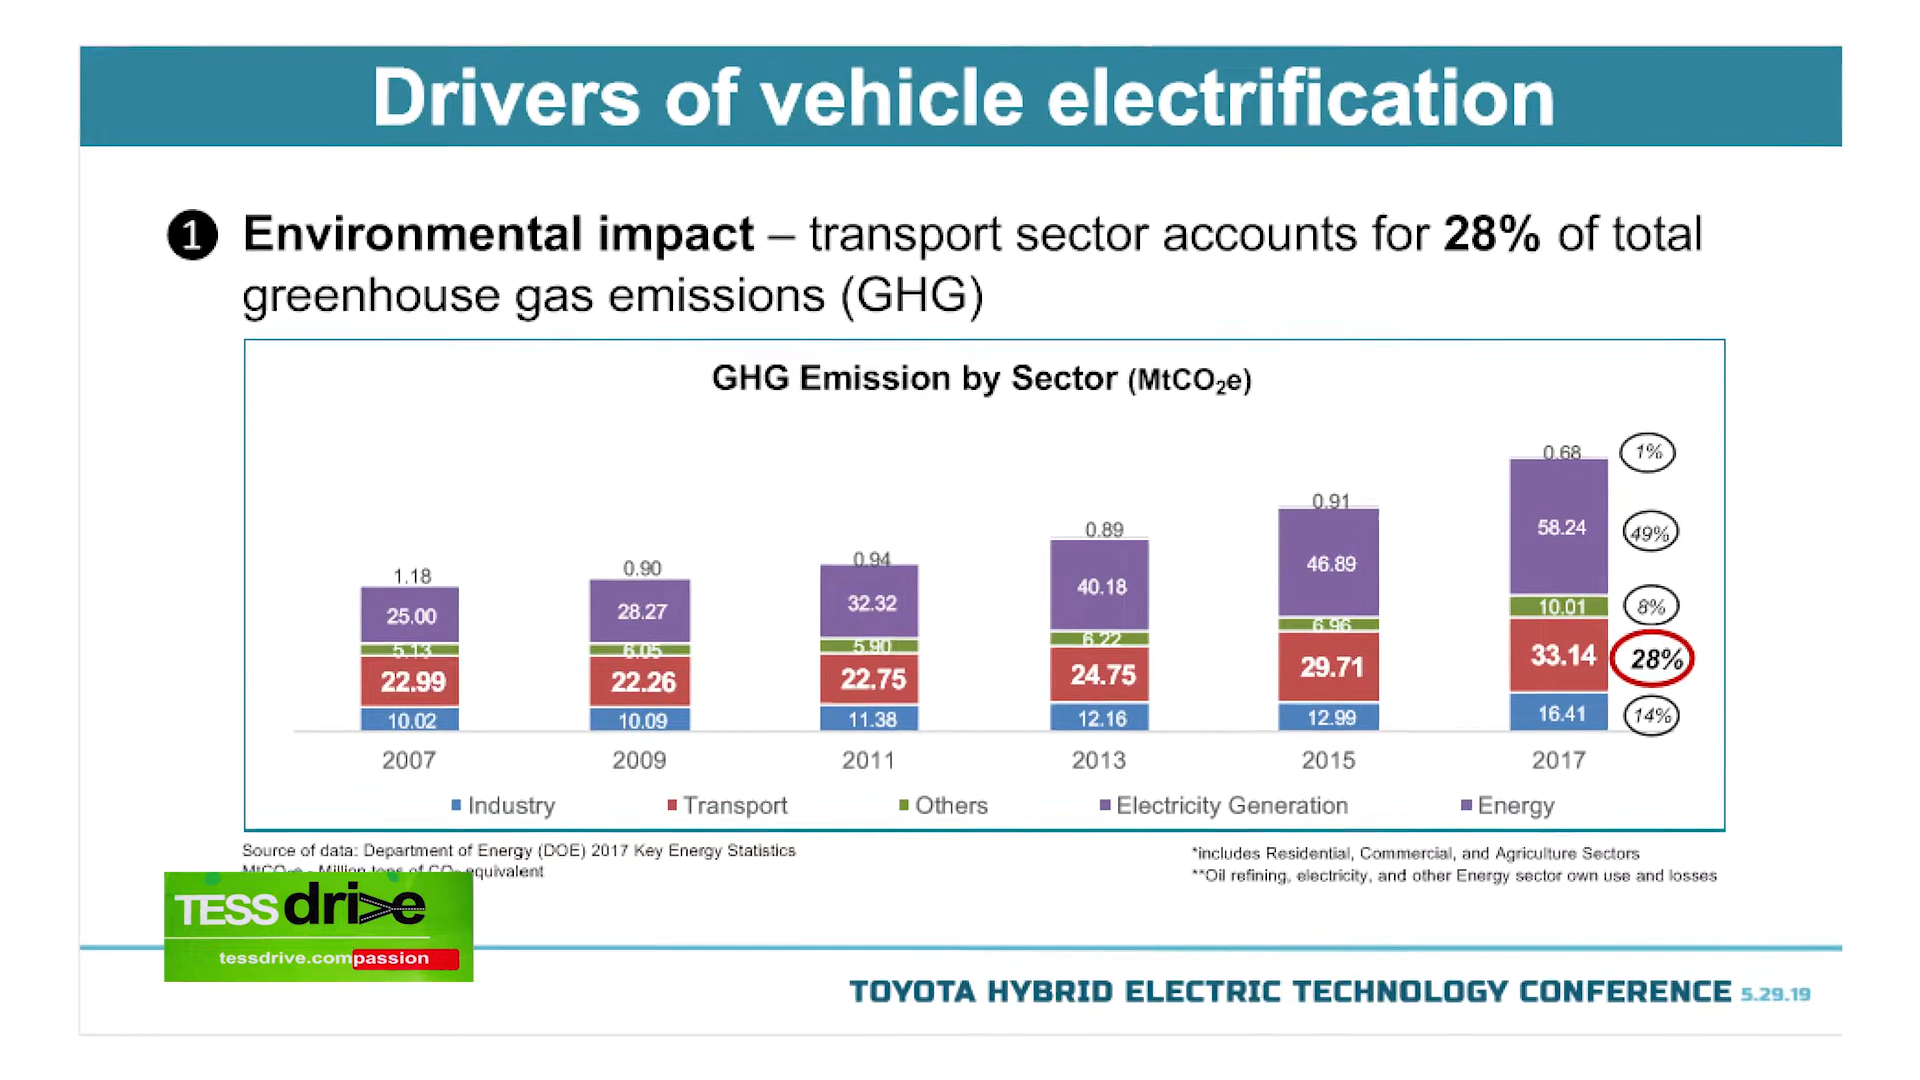 Drivers of vehicle electrification
1 Environmental impact – transport sector accounts for 28% of total
greenhouse gas emissions (GHG)
GHG Emission by Sector (MtCO₂e)
0.68 1%
0.91
0.89
58.24 49%
0.94
0.90
1.18
46.89
40.18
32.32
28.27
25.00
10.01 8%
6.96
6.22
5.90
6.05
5.13
33.14 28%
29.71
24.75
22.75
22.26
22.99
16.41 14%
12.99
12.16
11.38
10.09
10.02
2007 2009 2011 2013 2015 2017
Industry Transport Others Electricity Generation Energy
Source of data: Department of Energy (DOE) 2017 Key Energy Statistics
MtCO₂e - Million tons of CO₂ equivalent
*includes Residential, Commercial, and Agriculture Sectors
**Oil refining, electricity, and other Energy sector own use and losses
TESS drive
tessdrive.compassion
TOYOTA HYBRID ELECTRIC TECHNOLOGY CONFERENCE 5.29.19